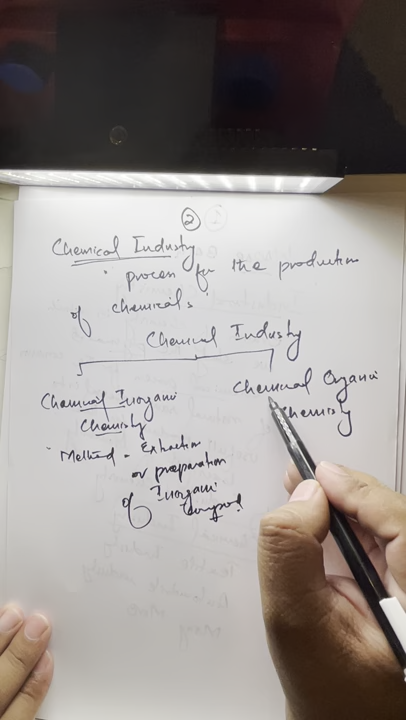 2
Chemical Industry
" process for the production
of chemicals"
Chemical Industry
Chemical Inorganic
Chemistry
Chemical Organic
Chemistry
"Method - Extraction
or preparation
of Inorganic